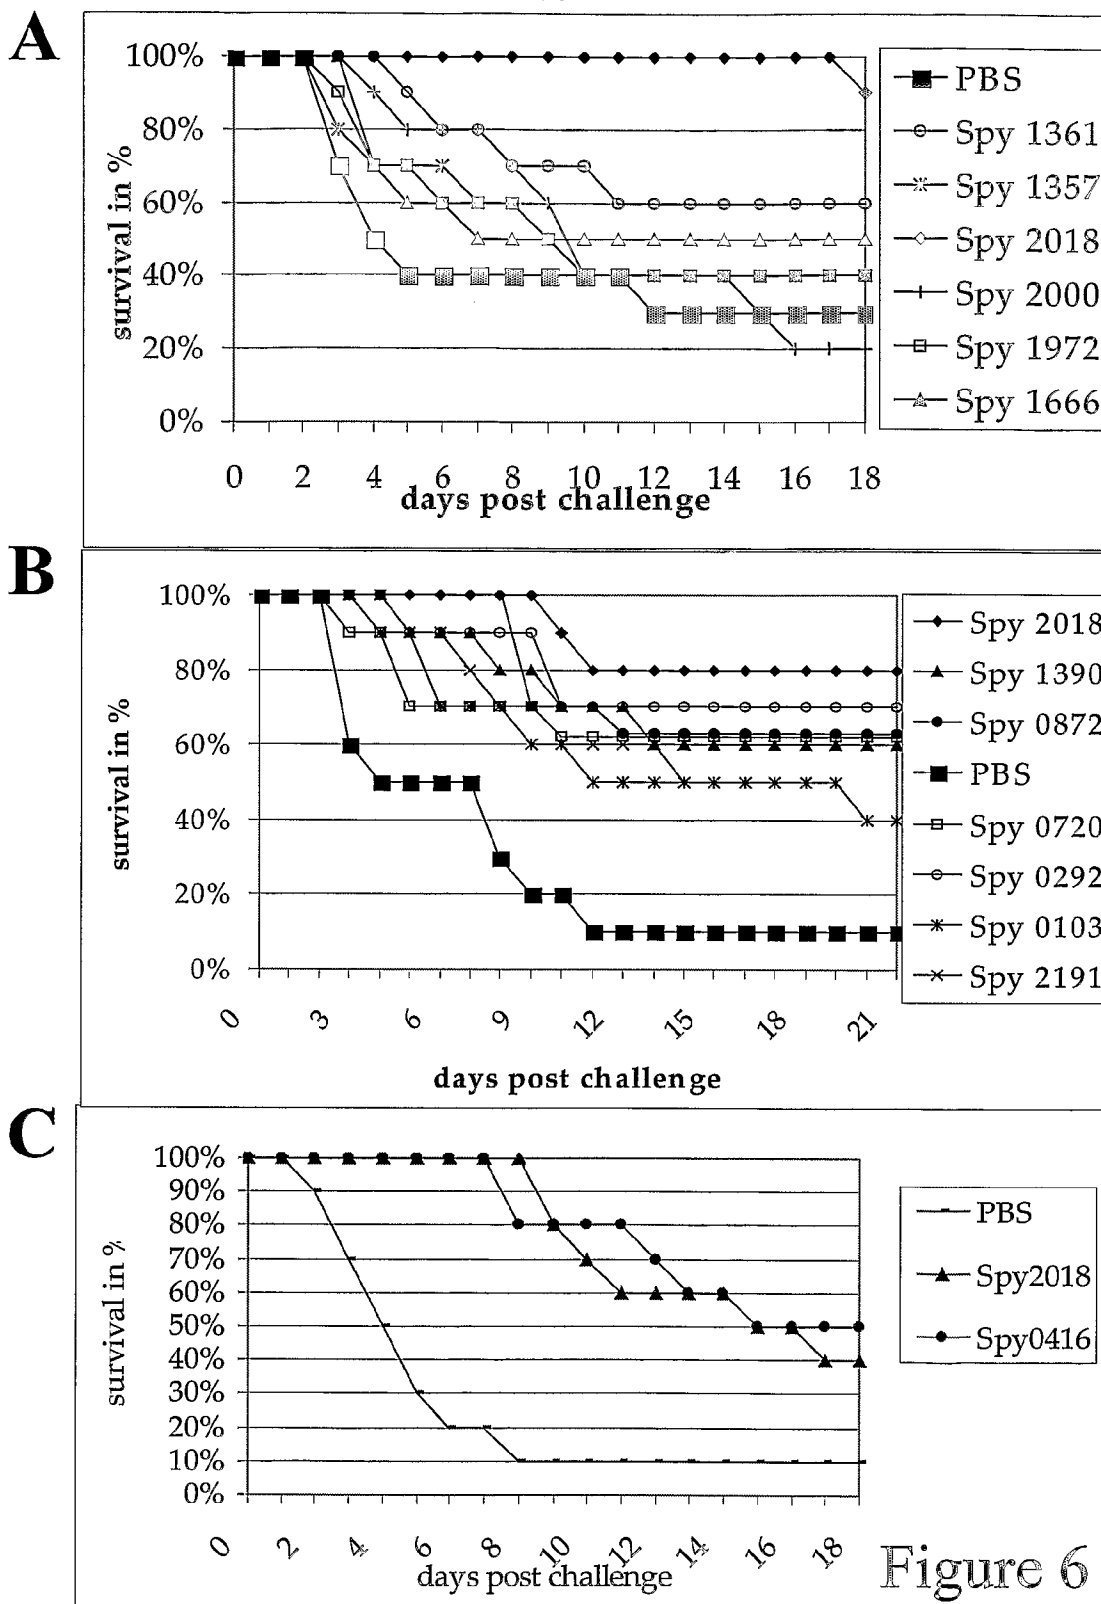 A
100%
80%
60%
40%
20%
0%
survival in %
0 2 4 6 8 10 12 14 16 18
days post challenge
PBS
Spy 1361
Spy 1357
Spy 2018
Spy 2000
Spy 1972
Spy 1666
B
100%
80%
60%
40%
20%
0%
survival in %
0 3 6 9 12 15 18 21
days post challenge
Spy 2018
Spy 1390
Spy 0872
PBS
Spy 0720
Spy 0292
Spy 0103
Spy 2191
C
100%
90%
80%
70%
60%
50%
40%
30%
20%
10%
0%
survival in %
0 2 4 6 8 10 12 14 16 18
days post challenge
PBS
Spy2018
Spy0416
Figure 6